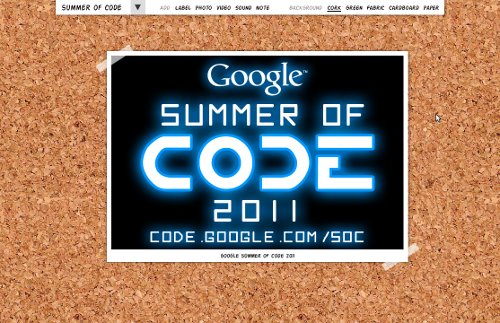 SUMMER OF CODE ▼ ADD LABEL PHOTO VIDEO SOUND NOTE BACKGROUND CORK GREEN FABRIC CARDBOARD PAPER
Google™
SUMMER OF
CODE
2011
CODE.GOOGLE.COM/SOC
GOOGLE SUMMER OF CODE 2011